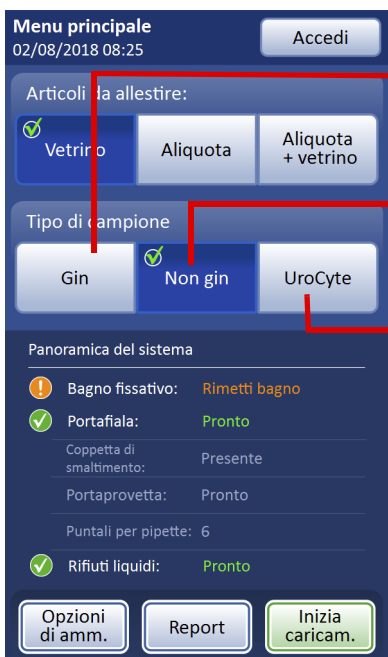 Menu principale
02/08/2018 08:25
Accedi
Articoli da allestire:
Vetrino
Aliquota
Aliquota
+ vetrino
Tipo di campione
Gin
Non gin
UroCyte
Panoramica del sistema
Bagno fissativo: Rimetti bagno
Portafiala: Pronto
Coppetta di
smaltimento: Presente
Portaprovetta: Pronto
Puntali per pipette: 6
Rifiuti liquidi: Pronto
Opzioni
di amm.
Report
Inizia
caricam.